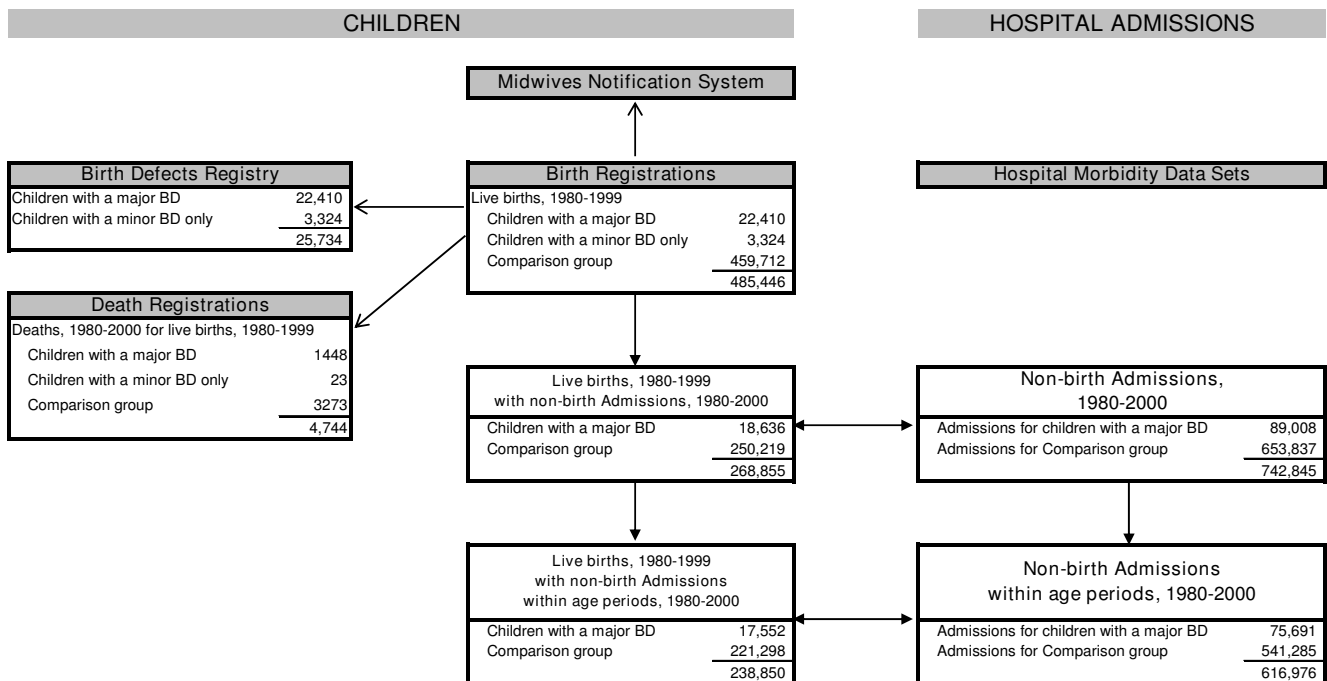 CHILDREN
HOSPITAL ADMISSIONS
Midwives Notification System
Birth Defects Registry
Children with a major BD 22,410
Children with a minor BD only 3,324
25,734
Birth Registrations
Live births, 1980-1999
Children with a major BD 22,410
Children with a minor BD only 3,324
Comparison group 459,712
485,446
Hospital Morbidity Data Sets
Death Registrations
Deaths, 1980-2000 for live births, 1980-1999
Children with a major BD 1448
Children with a minor BD only 23
Comparison group 3273
4,744
Live births, 1980-1999
with non-birth Admissions, 1980-2000
Children with a major BD 18,636
Comparison group 250,219
268,855
Non-birth Admissions,
1980-2000
Admissions for children with a major BD 89,008
Admissions for Comparison group 653,837
742,845
Live births, 1980-1999
with non-birth Admissions
within age periods, 1980-2000
Children with a major BD 17,552
Comparison group 221,298
238,850
Non-birth Admissions
within age periods, 1980-2000
Admissions for children with a major BD 75,691
Admissions for Comparison group 541,285
616,976